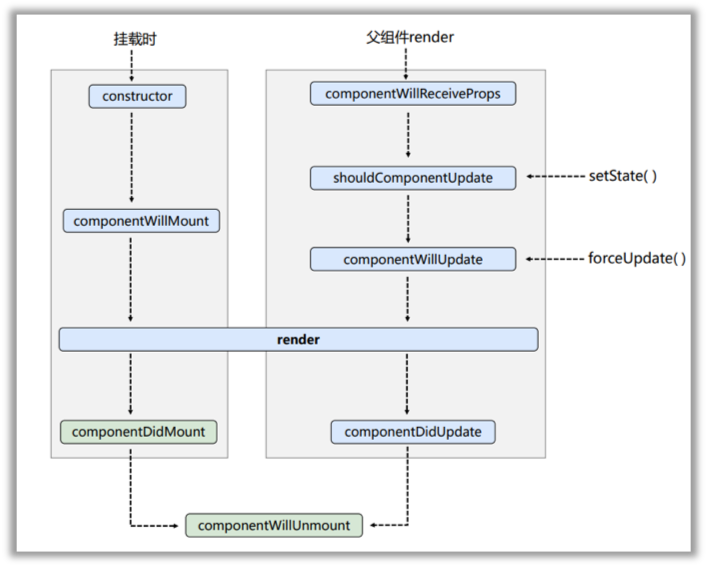 挂载时
父组件render
constructor
componentWillReceiveProps
shouldComponentUpdate
setState( )
componentWillMount
componentWillUpdate
forceUpdate( )
render
componentDidMount
componentDidUpdate
componentWillUnmount